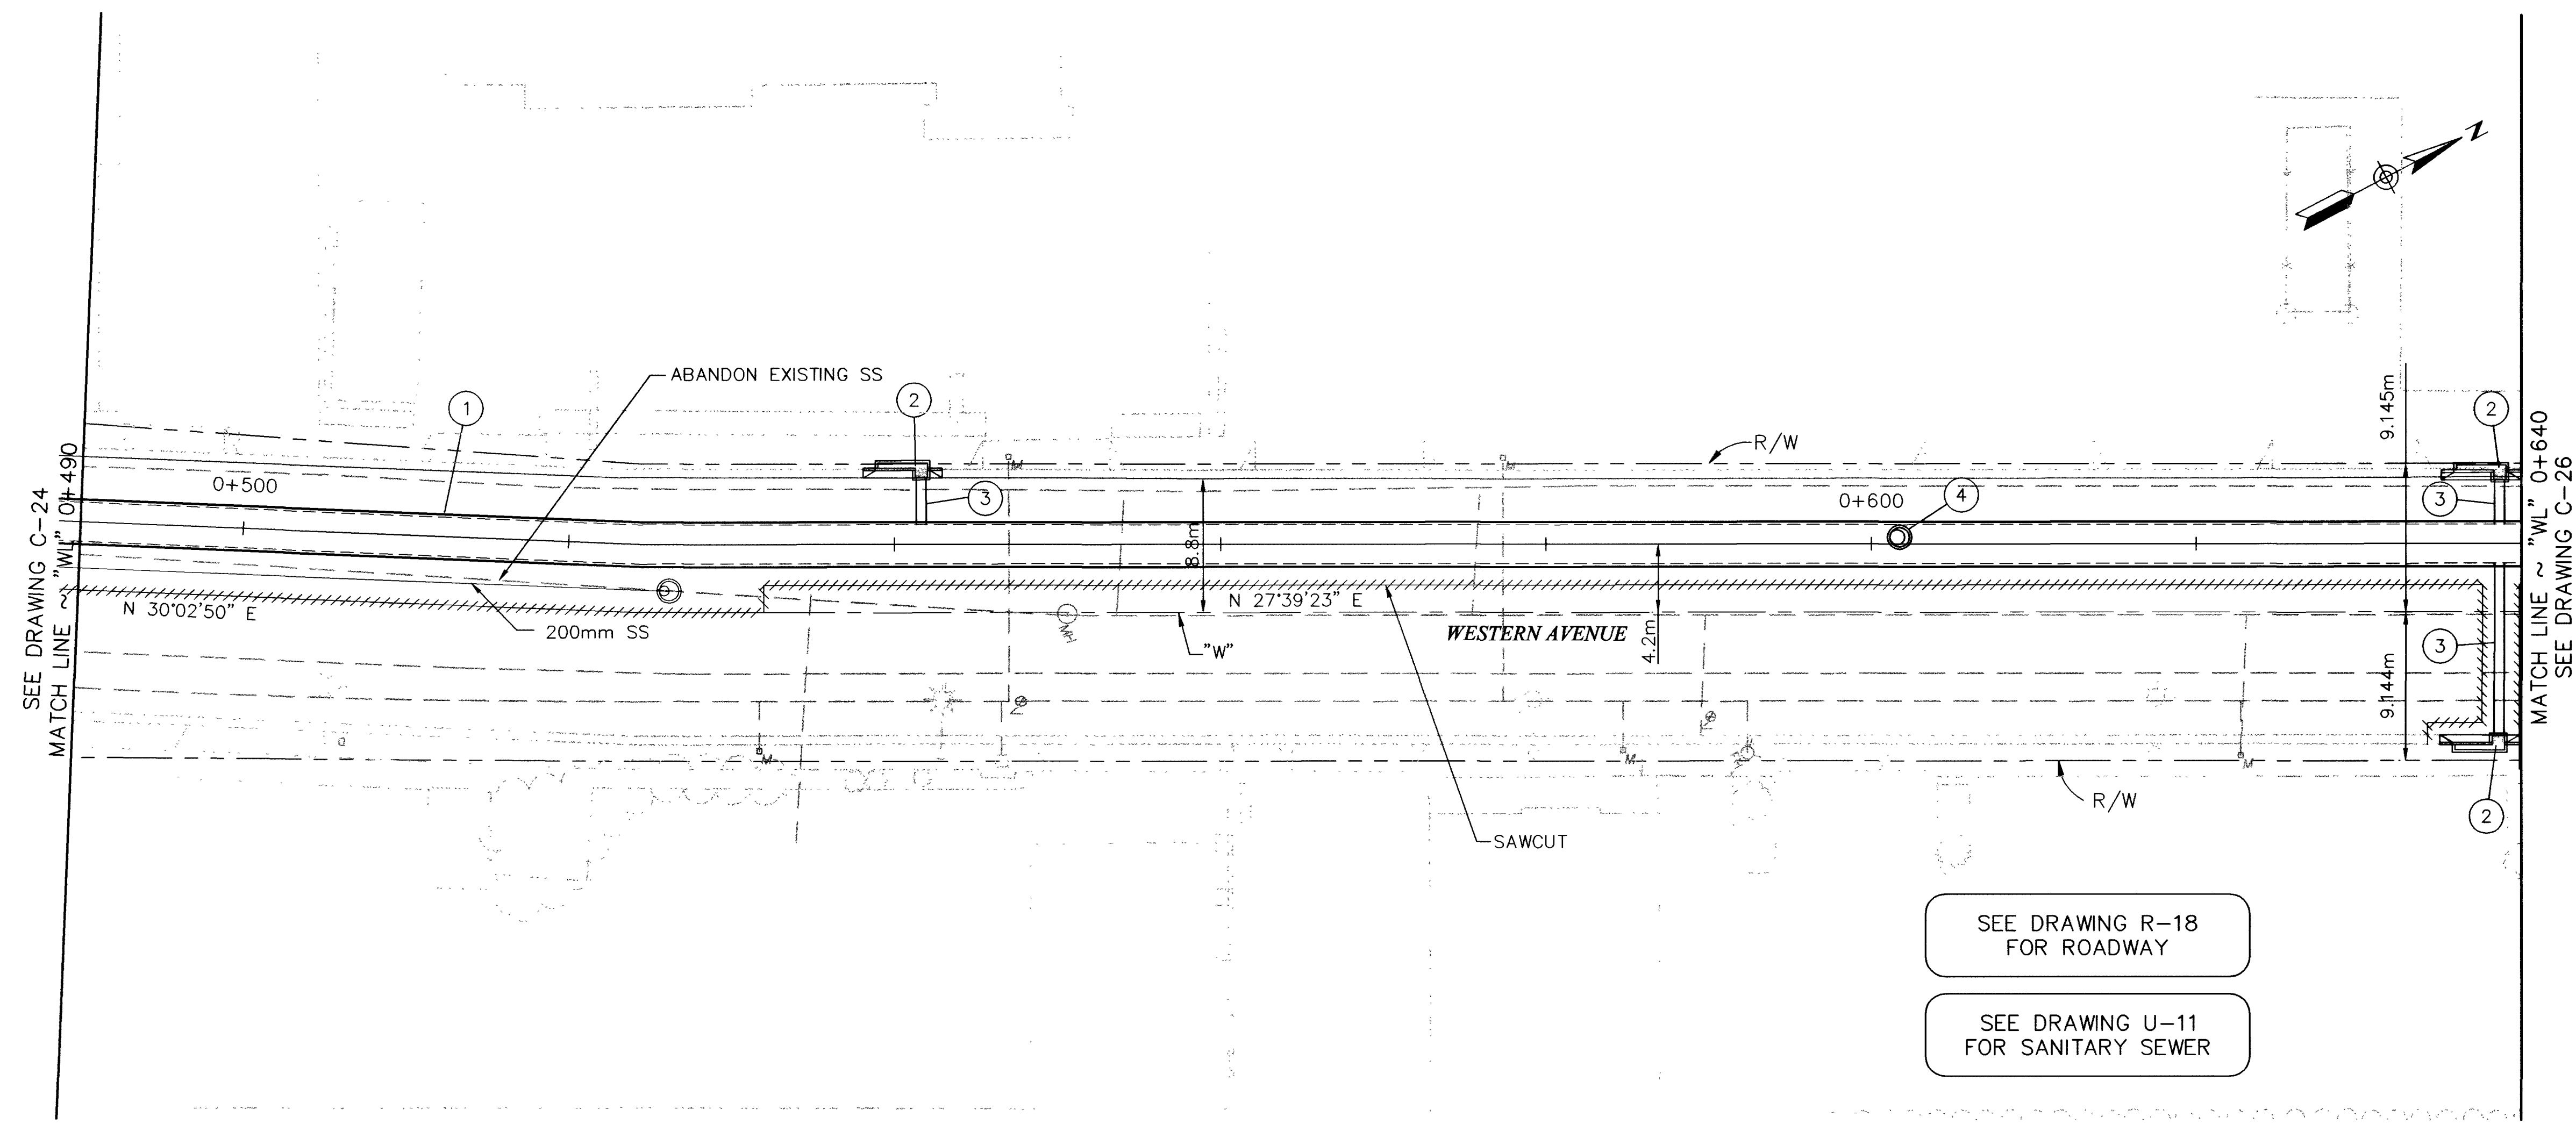 SEE DRAWING C-24
MATCH LINE ~ "WL" 0+490
N
ABANDON EXISTING SS
1
2
2
9.145m
R/W
0+500
3
0+600
4
3
8.8m
N 30°02'50" E
200mm SS
MH
N 27°39'23" E
"W"
WESTERN AVENUE
4.2m
3
9.144m
M
M
M
M
M
R/W
2
SAWCUT
MATCH LINE ~ "WL" 0+640
SEE DRAWING C-26
SEE DRAWING R-18
FOR ROADWAY
SEE DRAWING U-11
FOR SANITARY SEWER